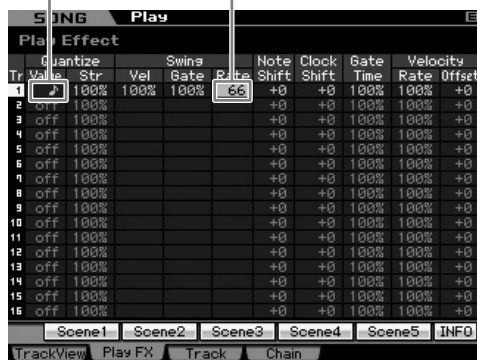 SONG Play E
Play Effect
Quantize Swing Note Clock Gate Velocity
Tr Value Str Vel Gate Rate Shift Shift Time Rate Offset
1 ♪ 100% 100% 100% 66 +0 +0 100% 100% +0
2 off 100% +0 +0 100% 100% +0
3 off 100% +0 +0 100% 100% +0
4 off 100% +0 +0 100% 100% +0
5 off 100% +0 +0 100% 100% +0
6 off 100% +0 +0 100% 100% +0
7 off 100% +0 +0 100% 100% +0
8 off 100% +0 +0 100% 100% +0
9 off 100% +0 +0 100% 100% +0
10 off 100% +0 +0 100% 100% +0
11 off 100% +0 +0 100% 100% +0
12 off 100% +0 +0 100% 100% +0
13 off 100% +0 +0 100% 100% +0
14 off 100% +0 +0 100% 100% +0
15 off 100% +0 +0 100% 100% +0
16 off 100% +0 +0 100% 100% +0
Scene1 Scene2 Scene3 Scene4 Scene5 INFO
TrackView Play FX Track Chain